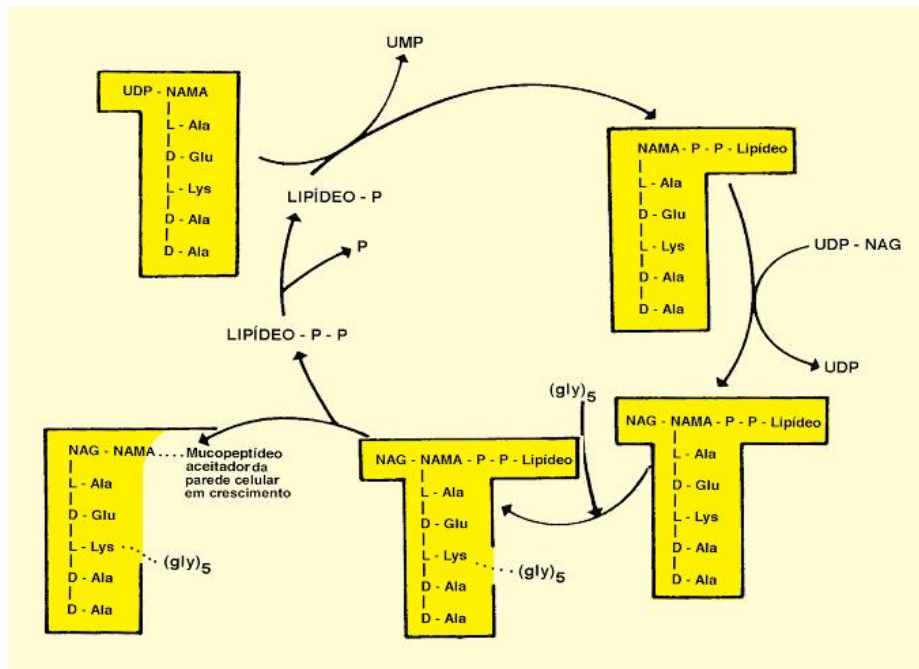 UMP
UDP - NAMA
L - Ala
D - Glu
L - Lys
D - Ala
D - Ala
LIPÍDEO - P
P
LIPÍDEO - P - P
NAMA - P - P - Lipídeo
L - Ala
D - Glu
L - Lys
D - Ala
D - Ala
UDP - NAG
UDP
(gly)5
NAG - NAMA - P - P - Lipídeo
L - Ala
D - Glu
L - Lys
D - Ala
D - Ala
NAG - NAMA - P - P - Lipídeo
L - Ala
D - Glu
L - Lys ..... (gly)5
D - Ala
D - Ala
NAG - NAMA .... Mucopeptídeo
aceitador da
parede celular
em crescimento
L - Ala
D - Glu
L - Lys ..... (gly)5
D - Ala
D - Ala